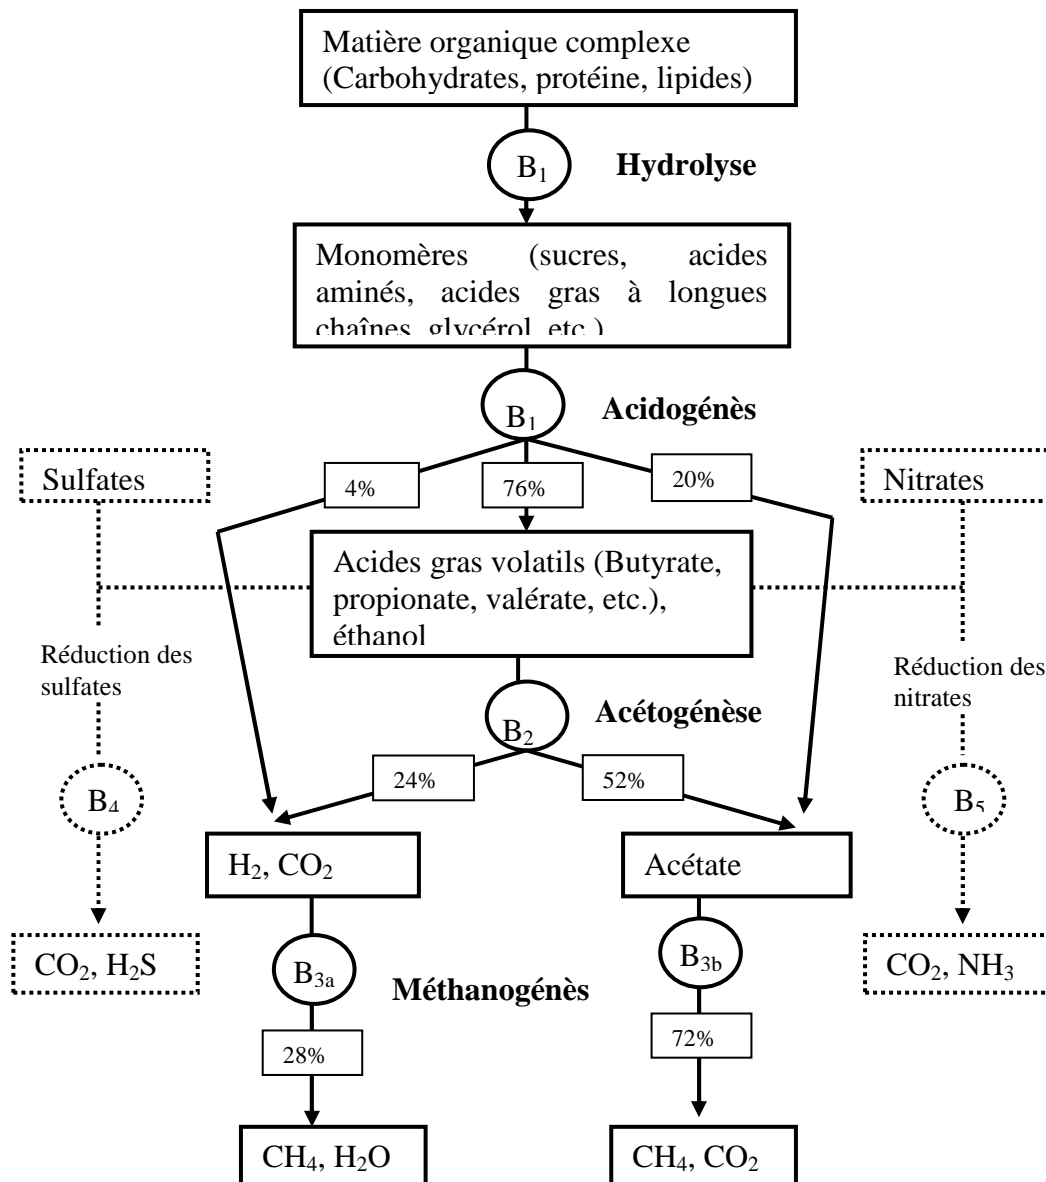 Matière organique complexe
(Carbohydrates, protéine, lipides)
B1
Hydrolyse
Monomères (sucres, acides
aminés, acides gras à longues
chaînes, glycérol, etc.)
B1
Acidogénès
Sulfates
4%
76%
20%
Nitrates
Acides gras volatils (Butyrate,
propionate, valérate, etc.),
éthanol
Réduction des
sulfates
Réduction des
nitrates
B2
Acétogénèse
24%
52%
B4
B5
H2, CO2
Acétate
CO2, H2S
B3a
Méthanogénès
B3b
CO2, NH3
28%
72%
CH4, H2O
CH4, CO2